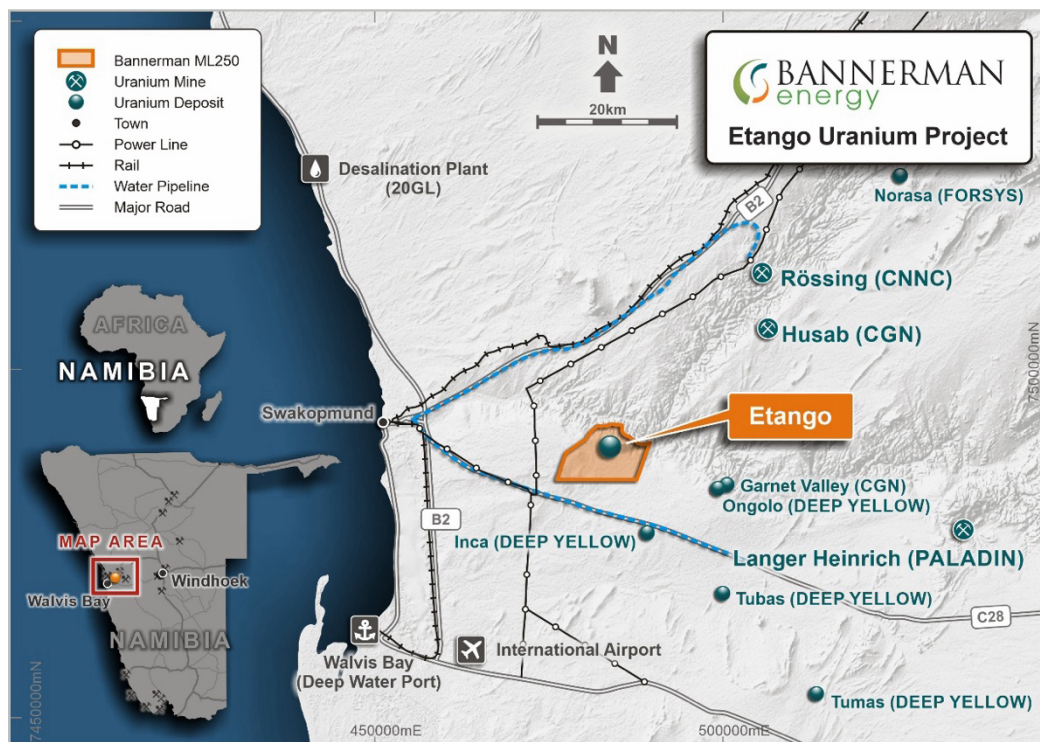 Bannerman ML250
Uranium Mine
Uranium Deposit
Town
Power Line
Rail
Water Pipeline
Major Road
N
20km
BANNERMAN
energy
Etango Uranium Project
Desalination Plant
(20GL)
B2
Norasa (FORSYS)
Rössing (CNNC)
Husab (CGN)
7500000mN
AFRICA
NAMIBIA
Swakopmund
Etango
Garnet Valley (CGN)
Ongolo (DEEP YELLOW)
B2
Inca (DEEP YELLOW)
Langer Heinrich (PALADIN)
MAP AREA
Windhoek
Walvis Bay
NAMIBIA
Tubas (DEEP YELLOW)
C28
Walvis Bay
(Deep Water Port)
International Airport
Tumas (DEEP YELLOW)
7450000mN
450000mE
500000mE